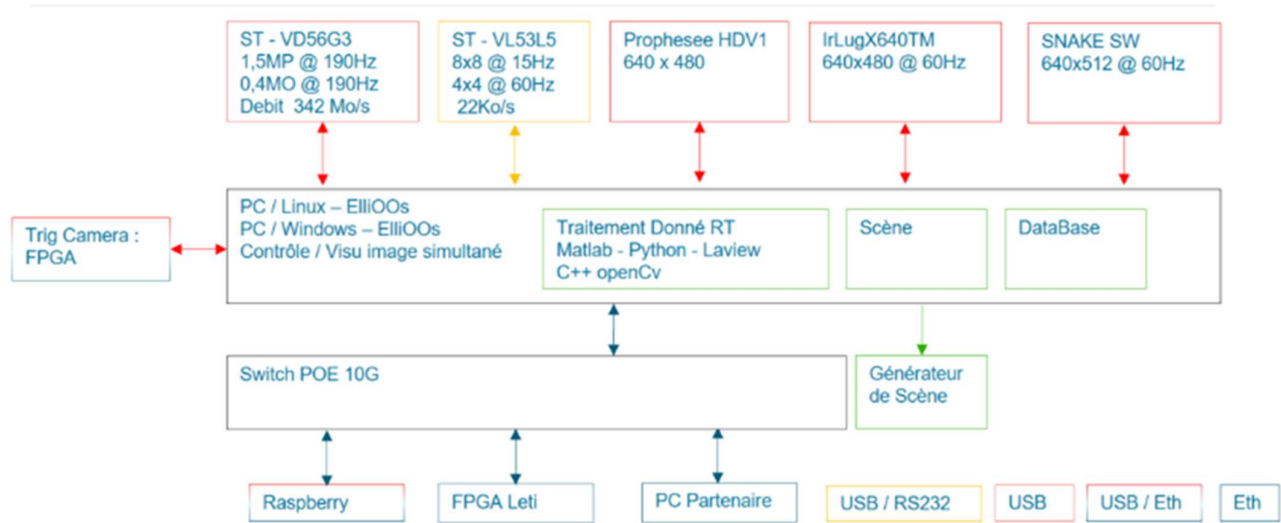 ST - VD56G3
1,5MP @ 190Hz
0,4MO @ 190Hz
Debit 342 Mo/s
ST - VL53L5
8x8 @ 15Hz
4x4 @ 60Hz
22Ko/s
Prophesee HDV1
640 x 480
IrLugX640TM
640x480 @ 60Hz
SNAKE SW
640x512 @ 60Hz
Trig Camera :
FPGA
PC / Linux – ElliOOs
PC / Windows – ElliOOs
Contrôle / Visu image simultané
Traitement Donné RT
Matlab - Python - Laview
C++ openCv
Scène
DataBase
Switch POE 10G
Générateur
de Scène
Raspberry
FPGA Leti
PC Partenaire
USB / RS232
USB
USB / Eth
Eth